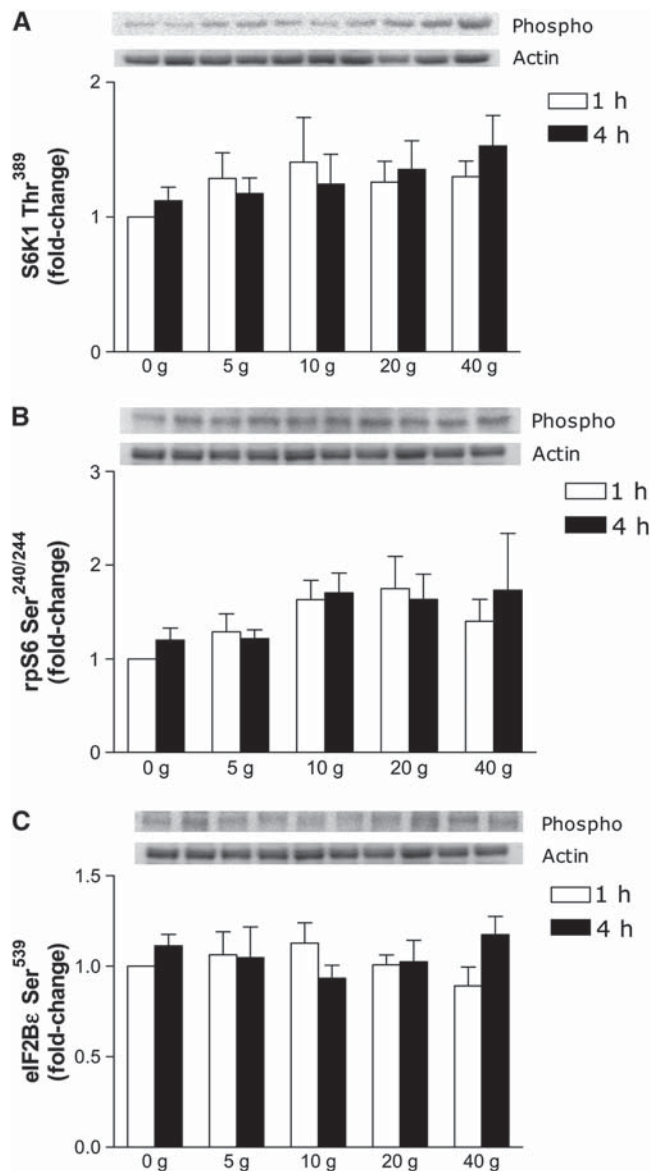 A
Phospho
Actin
1 h
4 h
S6K1 Thr389
(fold-change)
2
1
0
0 g 5 g 10 g 20 g 40 g
B
Phospho
Actin
1 h
4 h
rpS6 Ser240/244
(fold-change)
3
2
1
0
0 g 5 g 10 g 20 g 40 g
C
Phospho
Actin
1 h
4 h
eIF2Bε Ser539
(fold-change)
1.5
1.0
0.5
0.0
0 g 5 g 10 g 20 g 40 g